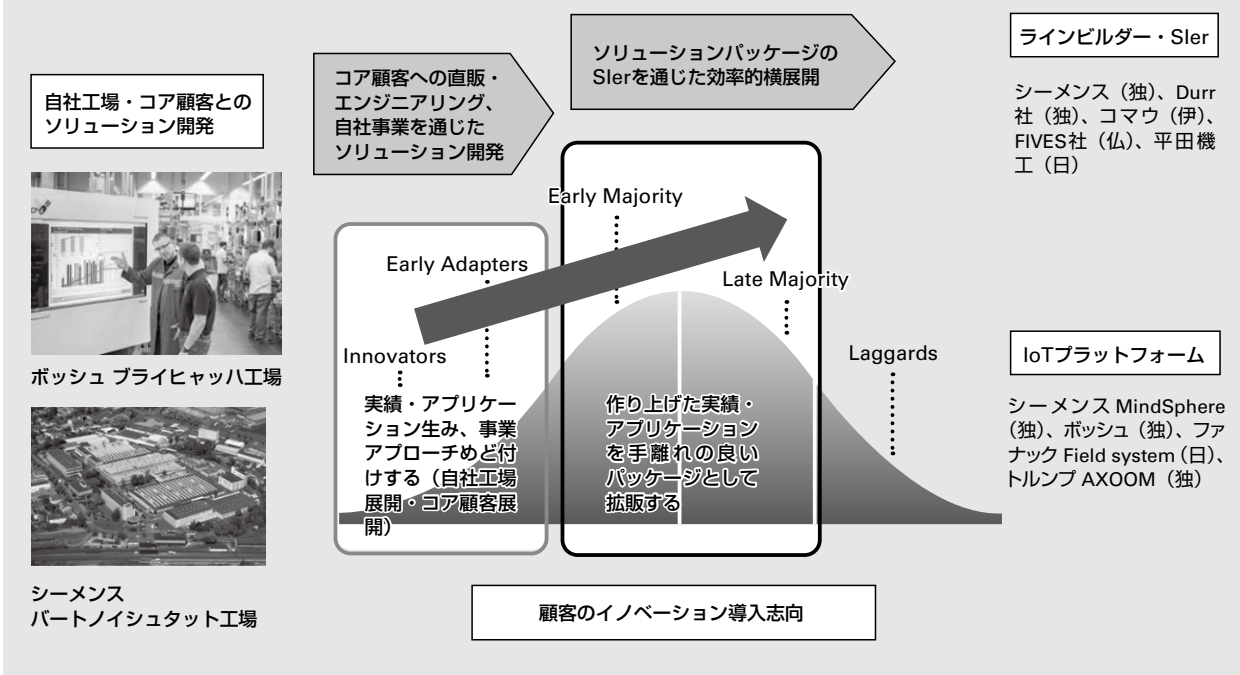 自社工場・コア顧客との
ソリューション開発
ボッシュ ブライヒャッハ工場
シーメンス
バートノイシュタット工場
コア顧客への直販・
エンジニアリング、
自社事業を通じた
ソリューション開発
ソリューションパッケージの
SIerを通じた効率的横展開
Early Majority
Early Adapters
Late Majority
Innovators
Laggards
実績・アプリケー
ション生み、事業
アプローチめど付
けする（自社工場
展開・コア顧客展
開）
作り上げた実績・
アプリケーション
を手離れの良い
パッケージとして
拡販する
顧客のイノベーション導入志向
ラインビルダー・SIer
シーメンス（独）、Durr
社（独）、コマウ（伊）、
FIVES社（仏）、平田機
工（日）
IoTプラットフォーム
シーメンス MindSphere
（独）、ボッシュ（独）、ファ
ナック Field system（日）、
トルンプ AXOOM（独）